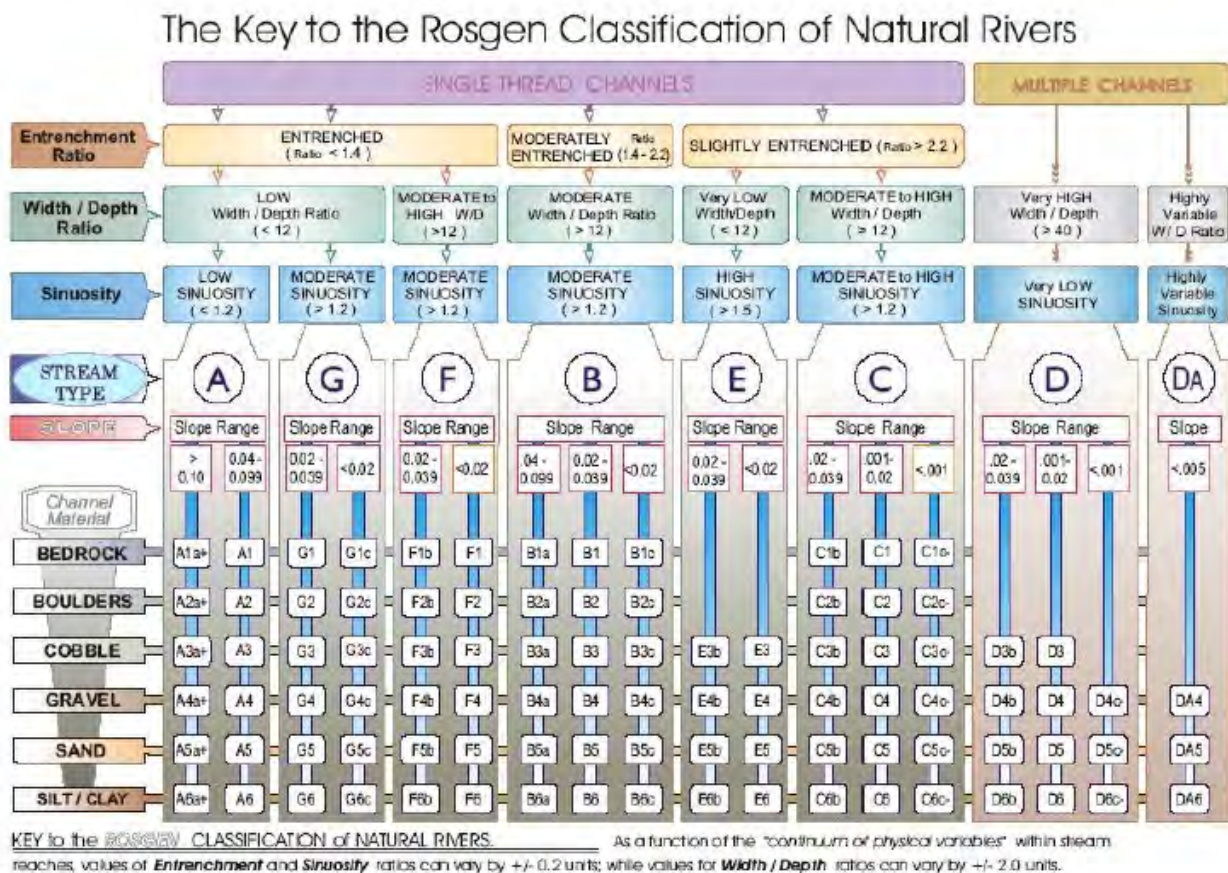 The Key to the Rosgen Classification of Natural Rivers
SINGLE THREAD CHANNELS
MULTIPLE CHANNELS
Entrenchment
Ratio
ENTRENCHED
( Ratio < 1.4 )
MODERATELY Ratio
ENTRENCHED (1.4 - 2.2)
SLIGHTLY ENTRENCHED ( Ratio > 2.2 )
Width / Depth
Ratio
LOW
Width / Depth Ratio
( < 12 )
MODERATE to
HIGH W/D
( >12 )
MODERATE
Width / Depth Ratio
( > 12 )
Very LOW
Width/Depth
( < 12 )
MODERATE to HIGH
Width / Depth
( > 12 )
Very HIGH
Width / Depth
( > 40 )
Highly
Variable
W / D Ratio
Sinuosity
LOW
SINUOSITY
( < 1.2 )
MODERATE
SINUOSITY
( > 1.2 )
MODERATE
SINUOSITY
( > 1.2 )
MODERATE
SINUOSITY
( > 1.2 )
HIGH
SINUOSITY
( > 1.5 )
MODERATE to HIGH
SINUOSITY
( > 1.2 )
Very LOW
SINUOSITY
Highly
Variable
Sinuosity
STREAM
TYPE
A G F B E C D DA
SLOPE
Slope Range Slope Range Slope Range Slope Range Slope Range Slope Range Slope Range Slope
> 0.10
0.04 - 0.099
0.02 - 0.039
<0.02
0.02 - 0.039
<0.02
.04 - 0.099
0.02 - 0.039
<0.02
0.02 - 0.039
<0.02
.02 - 0.039
.001- 0.02
<.001
.02 - 0.039
.001- 0.02
<.001
<.005
Channel
Material
BEDROCK A1a+ A1 G1 G1c F1b F1 B1a B1 B1c C1b C1 C1c-
BOULDERS A2a+ A2 G2 G2c F2b F2 B2a B2 B2c C2b C2 C2c-
COBBLE A3a+ A3 G3 G3c F3b F3 B3a B3 B3c E3b E3 C3b C3 C3c- D3b D3
GRAVEL A4a+ A4 G4 G4c F4b F4 B4a B4 B4c E4b E4 C4b C4 C4c- D4b D4 D4c- DA4
SAND A5a+ A5 G5 G5c F5b F5 B5a B5 B5c E5b E5 C5b C5 C5c- D5b D5 D5c- DA5
SILT / CLAY A6a+ A6 G6 G6c F6b F6 B6a B6 B6c E6b E6 C6b C6 C6c- D6b D6 D6c- DA6
KEY to the ROSGEN CLASSIFICATION of NATURAL RIVERS. As a function of the "continuum of physical variables" within stream
reaches, values of Entrenchment and Sinuosity ratios can vary by +/- 0.2 units; while values for Width / Depth ratios can vary by +/- 2.0 units.